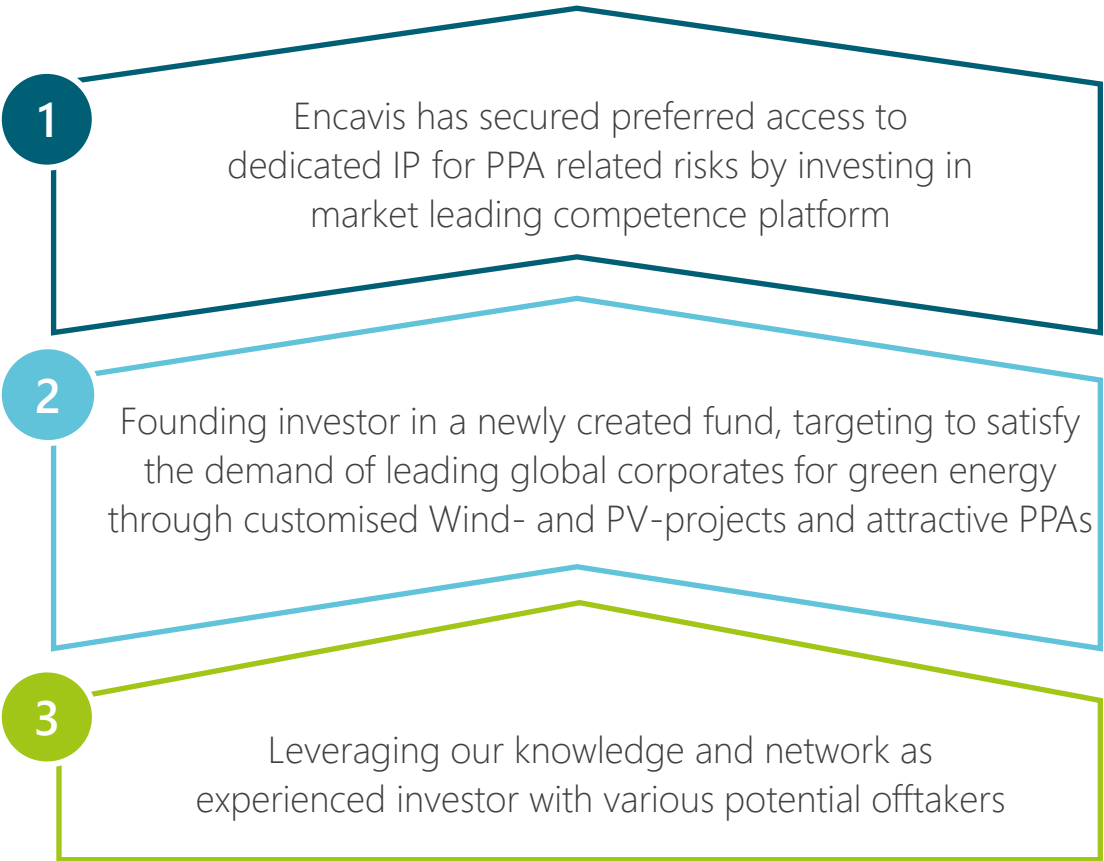 1
Encavis has secured preferred access to
dedicated IP for PPA related risks by investing in
market leading competence platform
2
Founding investor in a newly created fund, targeting to satisfy
the demand of leading global corporates for green energy
through customised Wind- and PV-projects and attractive PPAs
3
Leveraging our knowledge and network as
experienced investor with various potential offtakers